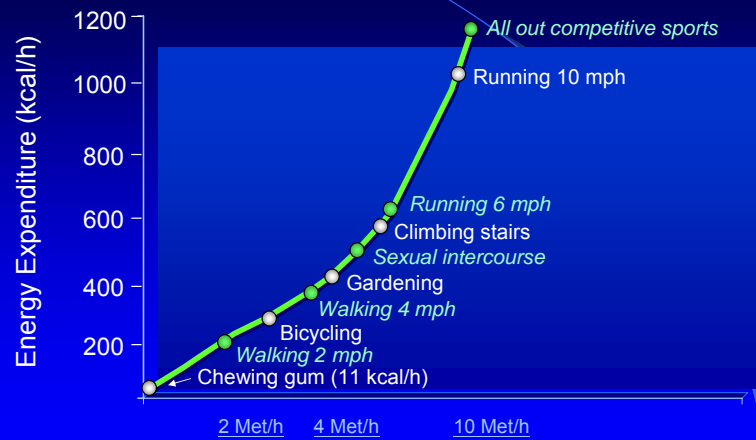 1200
1000
800
600
400
200
Energy Expenditure (kcal/h)
All out competitive sports
Running 10 mph
Running 6 mph
Climbing stairs
Sexual intercourse
Gardening
Walking 4 mph
Bicycling
Walking 2 mph
Chewing gum (11 kcal/h)
2 Met/h 4 Met/h 10 Met/h